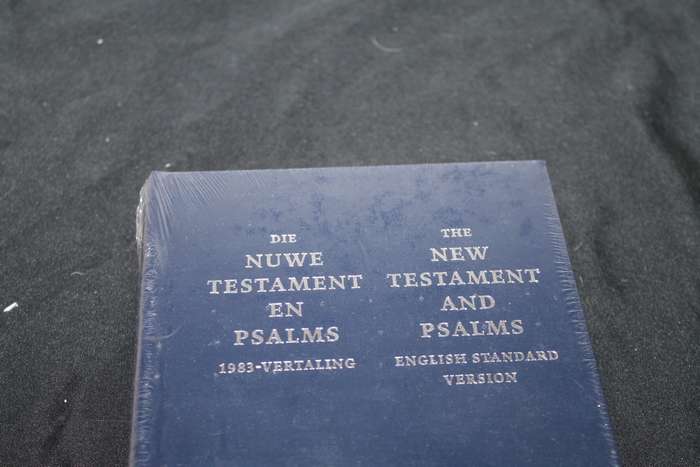 DIE
NUWE
TESTAMENT
EN
PSALMS
1983-VERTALING
THE
NEW
TESTAMENT
AND
PSALMS
ENGLISH STANDARD
VERSION